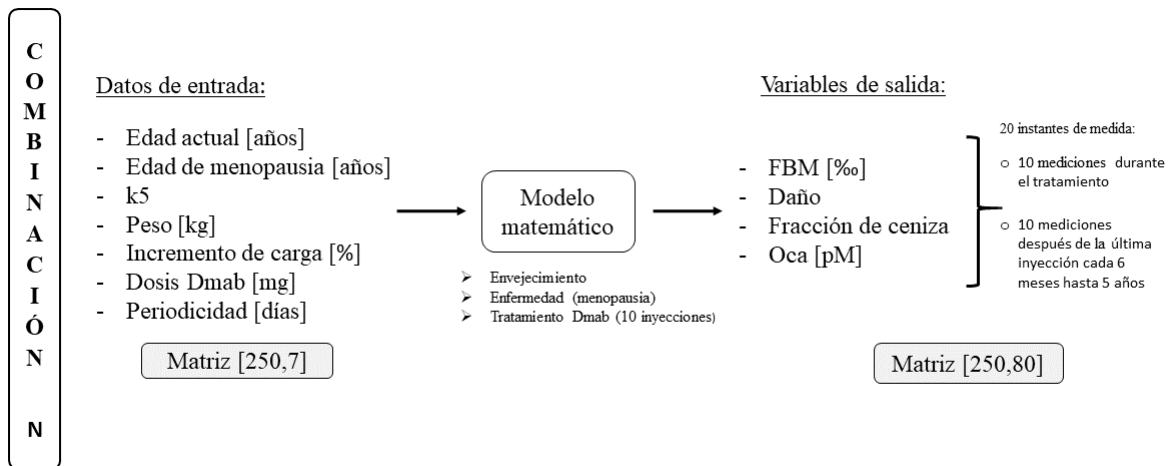 COMBINACIÓN N
Datos de entrada:
- Edad actual [años]
- Edad de menopausia [años]
- k5
- Peso [kg]
- Incremento de carga [%]
- Dosis Dmab [mg]
- Periodicidad [días]
Matriz [250,7]
Modelo
matemático
➢ Envejecimiento
➢ Enfermedad (menopausia)
➢ Tratamiento Dmab (10 inyecciones)
Variables de salida:
- FBM [‰]
- Daño
- Fracción de ceniza
- Oca [pM]
20 instantes de medida:
o 10 mediciones durante
el tratamiento
o 10 mediciones
después de la última
inyección cada 6
meses hasta 5 años
Matriz [250,80]